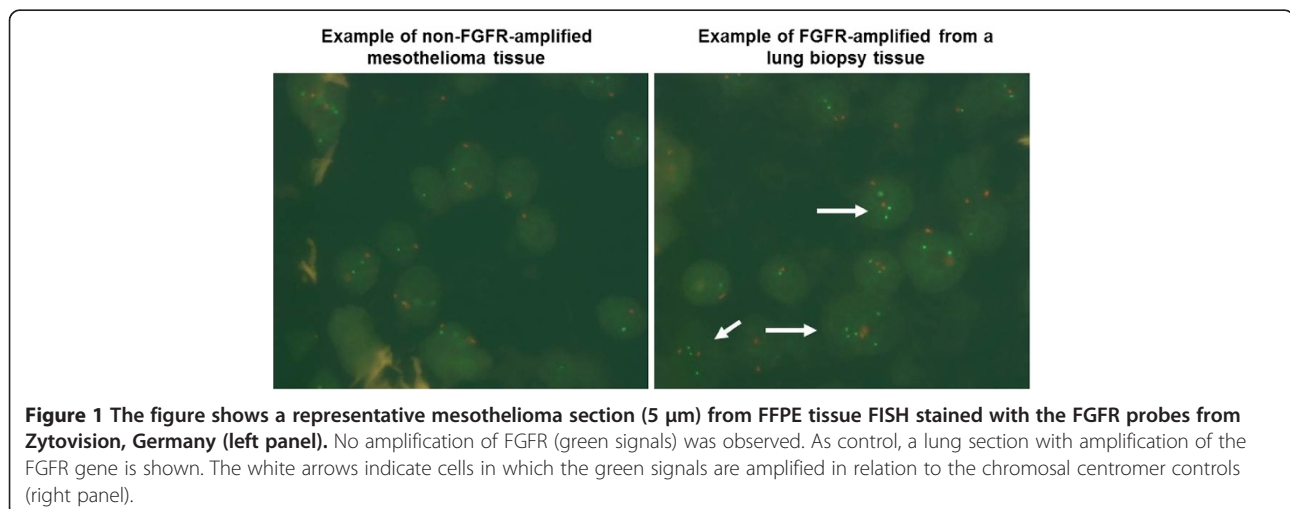 Example of non-FGFR-amplified
mesothelioma tissue
Example of FGFR-amplified from a
lung biopsy tissue
Figure 1 The figure shows a representative mesothelioma section (5 μm) from FFPE tissue FISH stained with the FGFR probes from
Zytovision, Germany (left panel). No amplification of FGFR (green signals) was observed. As control, a lung section with amplification of the
FGFR gene is shown. The white arrows indicate cells in which the green signals are amplified in relation to the chromosal centromer controls
(right panel).